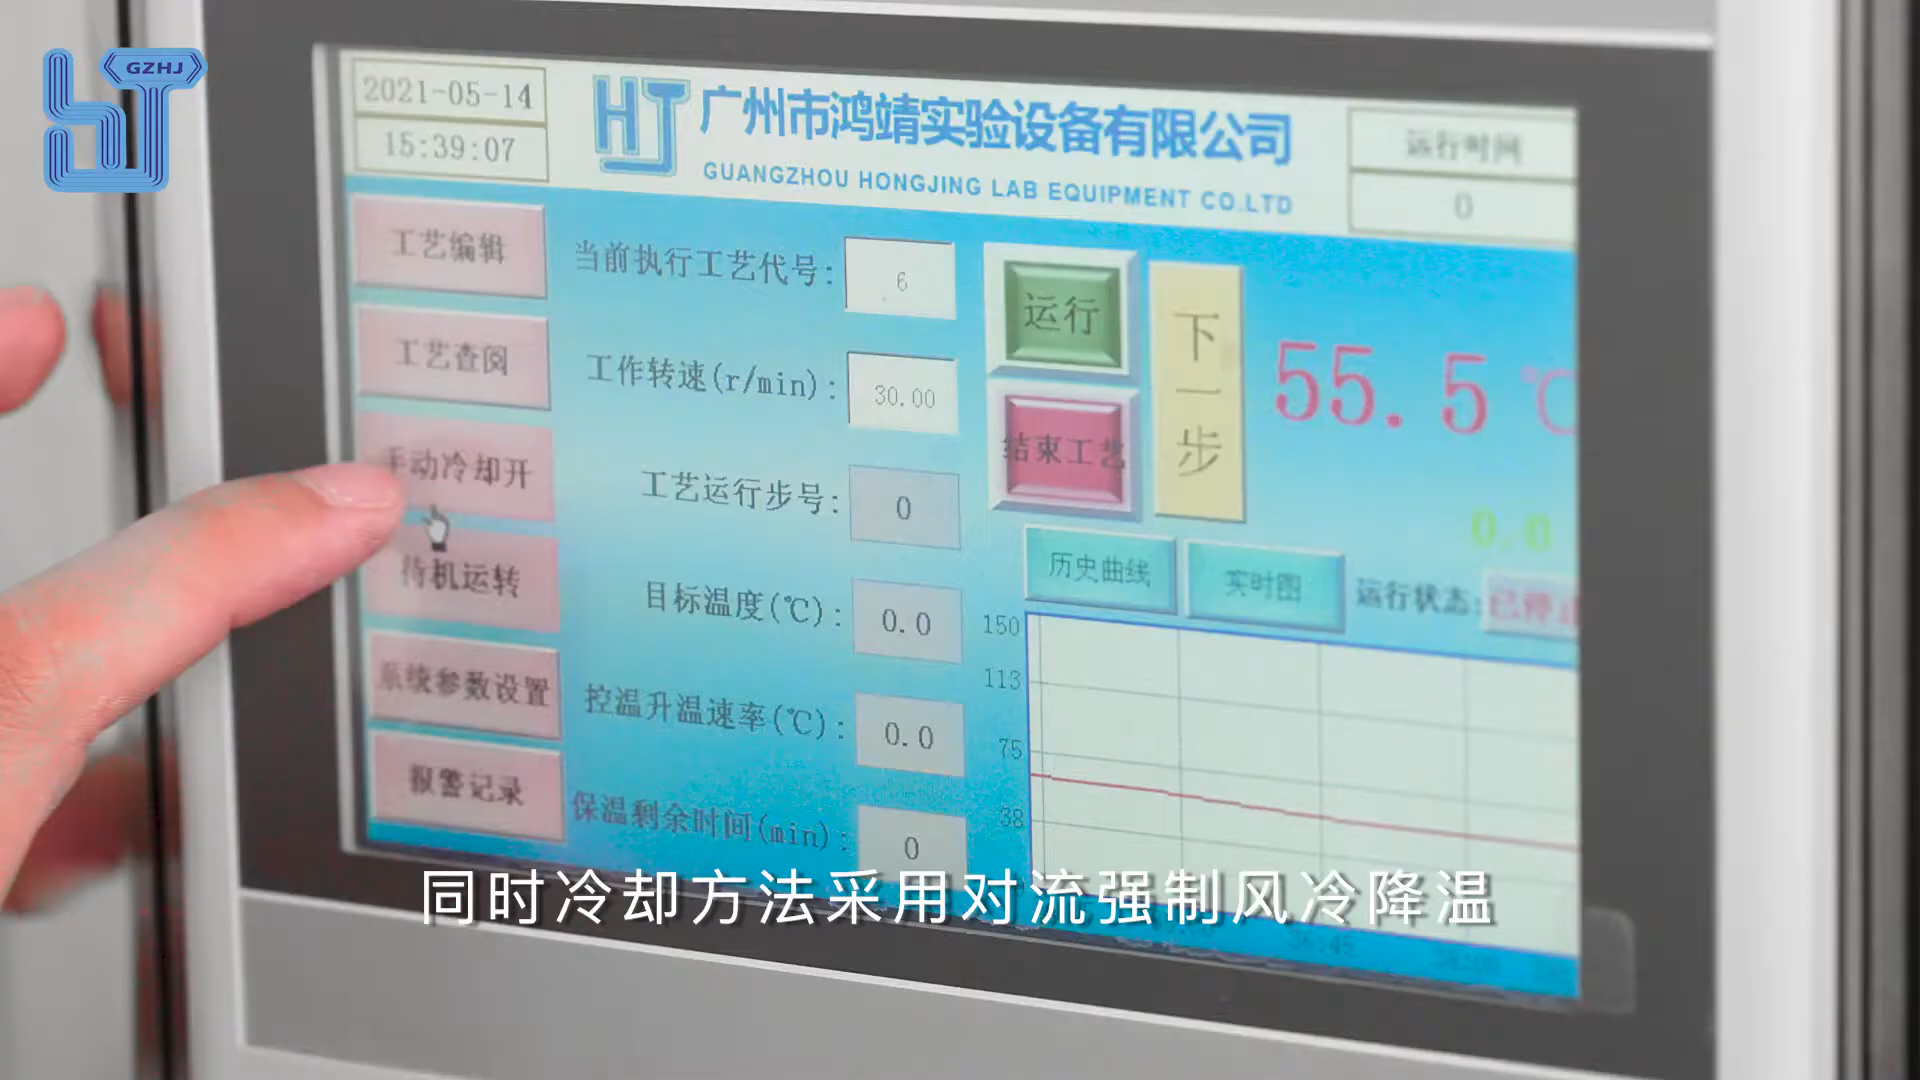 GZHJ
2021-05-14
15:39:07
HJ 广州市鸿靖实验设备有限公司
GUANGZHOU HONGJING LAB EQUIPMENT CO.LTD
运行时间
0
工艺编辑
工艺查阅
手动冷却开
待机运转
系统参数设置
报警记录
当前执行工艺代号: 6
工作转速(r/min): 30.00
工艺运行步号: 0
目标温度(℃): 0.0
控温升温速率(℃): 0.0
保温剩余时间(min): 0
运行
结束工艺
下一步
55.5 ℃
0.0
历史曲线
实时图
运行状态:
150
113
75
38
同时冷却方法采用对流强制风冷降温